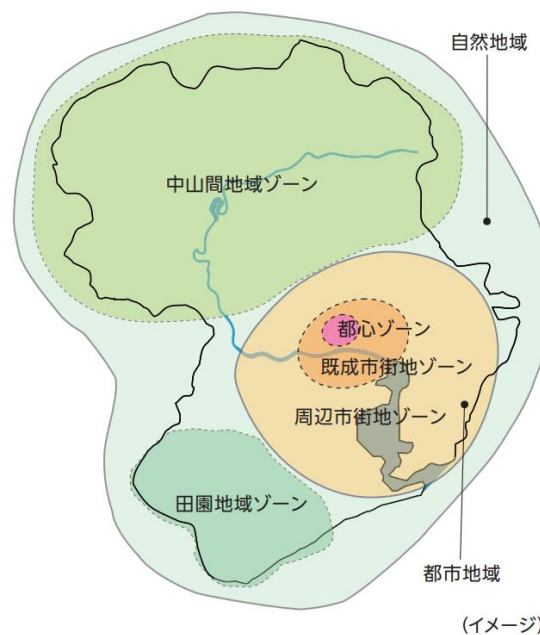 自然地域
中山間地域ゾーン
都心ゾーン
既成市街地ゾーン
周辺市街地ゾーン
田園地域ゾーン
都市地域
(イメージ)